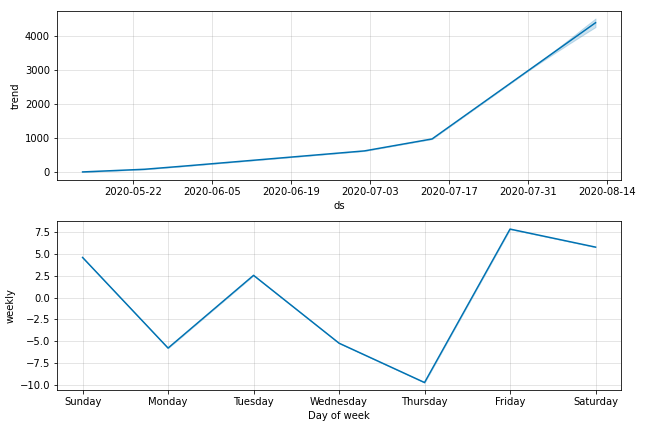 4000
3000
2000
1000
0
trend
2020-05-22 2020-06-05 2020-06-19 2020-07-03 2020-07-17 2020-07-31 2020-08-14
ds
7.5
5.0
2.5
0.0
−2.5
−5.0
−7.5
−10.0
weekly
Sunday Monday Tuesday Wednesday Thursday Friday Saturday
Day of week